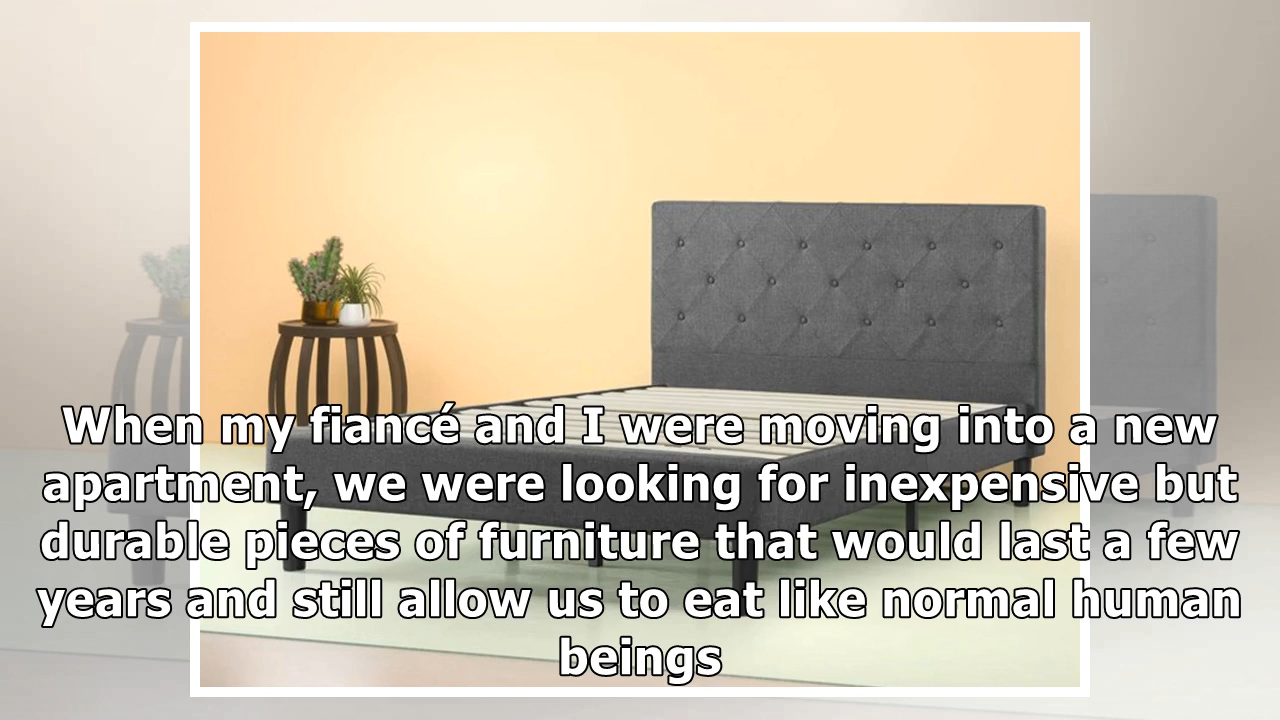 When my fiancé and I were moving into a new
apartment, we were looking for inexpensive but
durable pieces of furniture that would last a few
years and still allow us to eat like normal human
beings